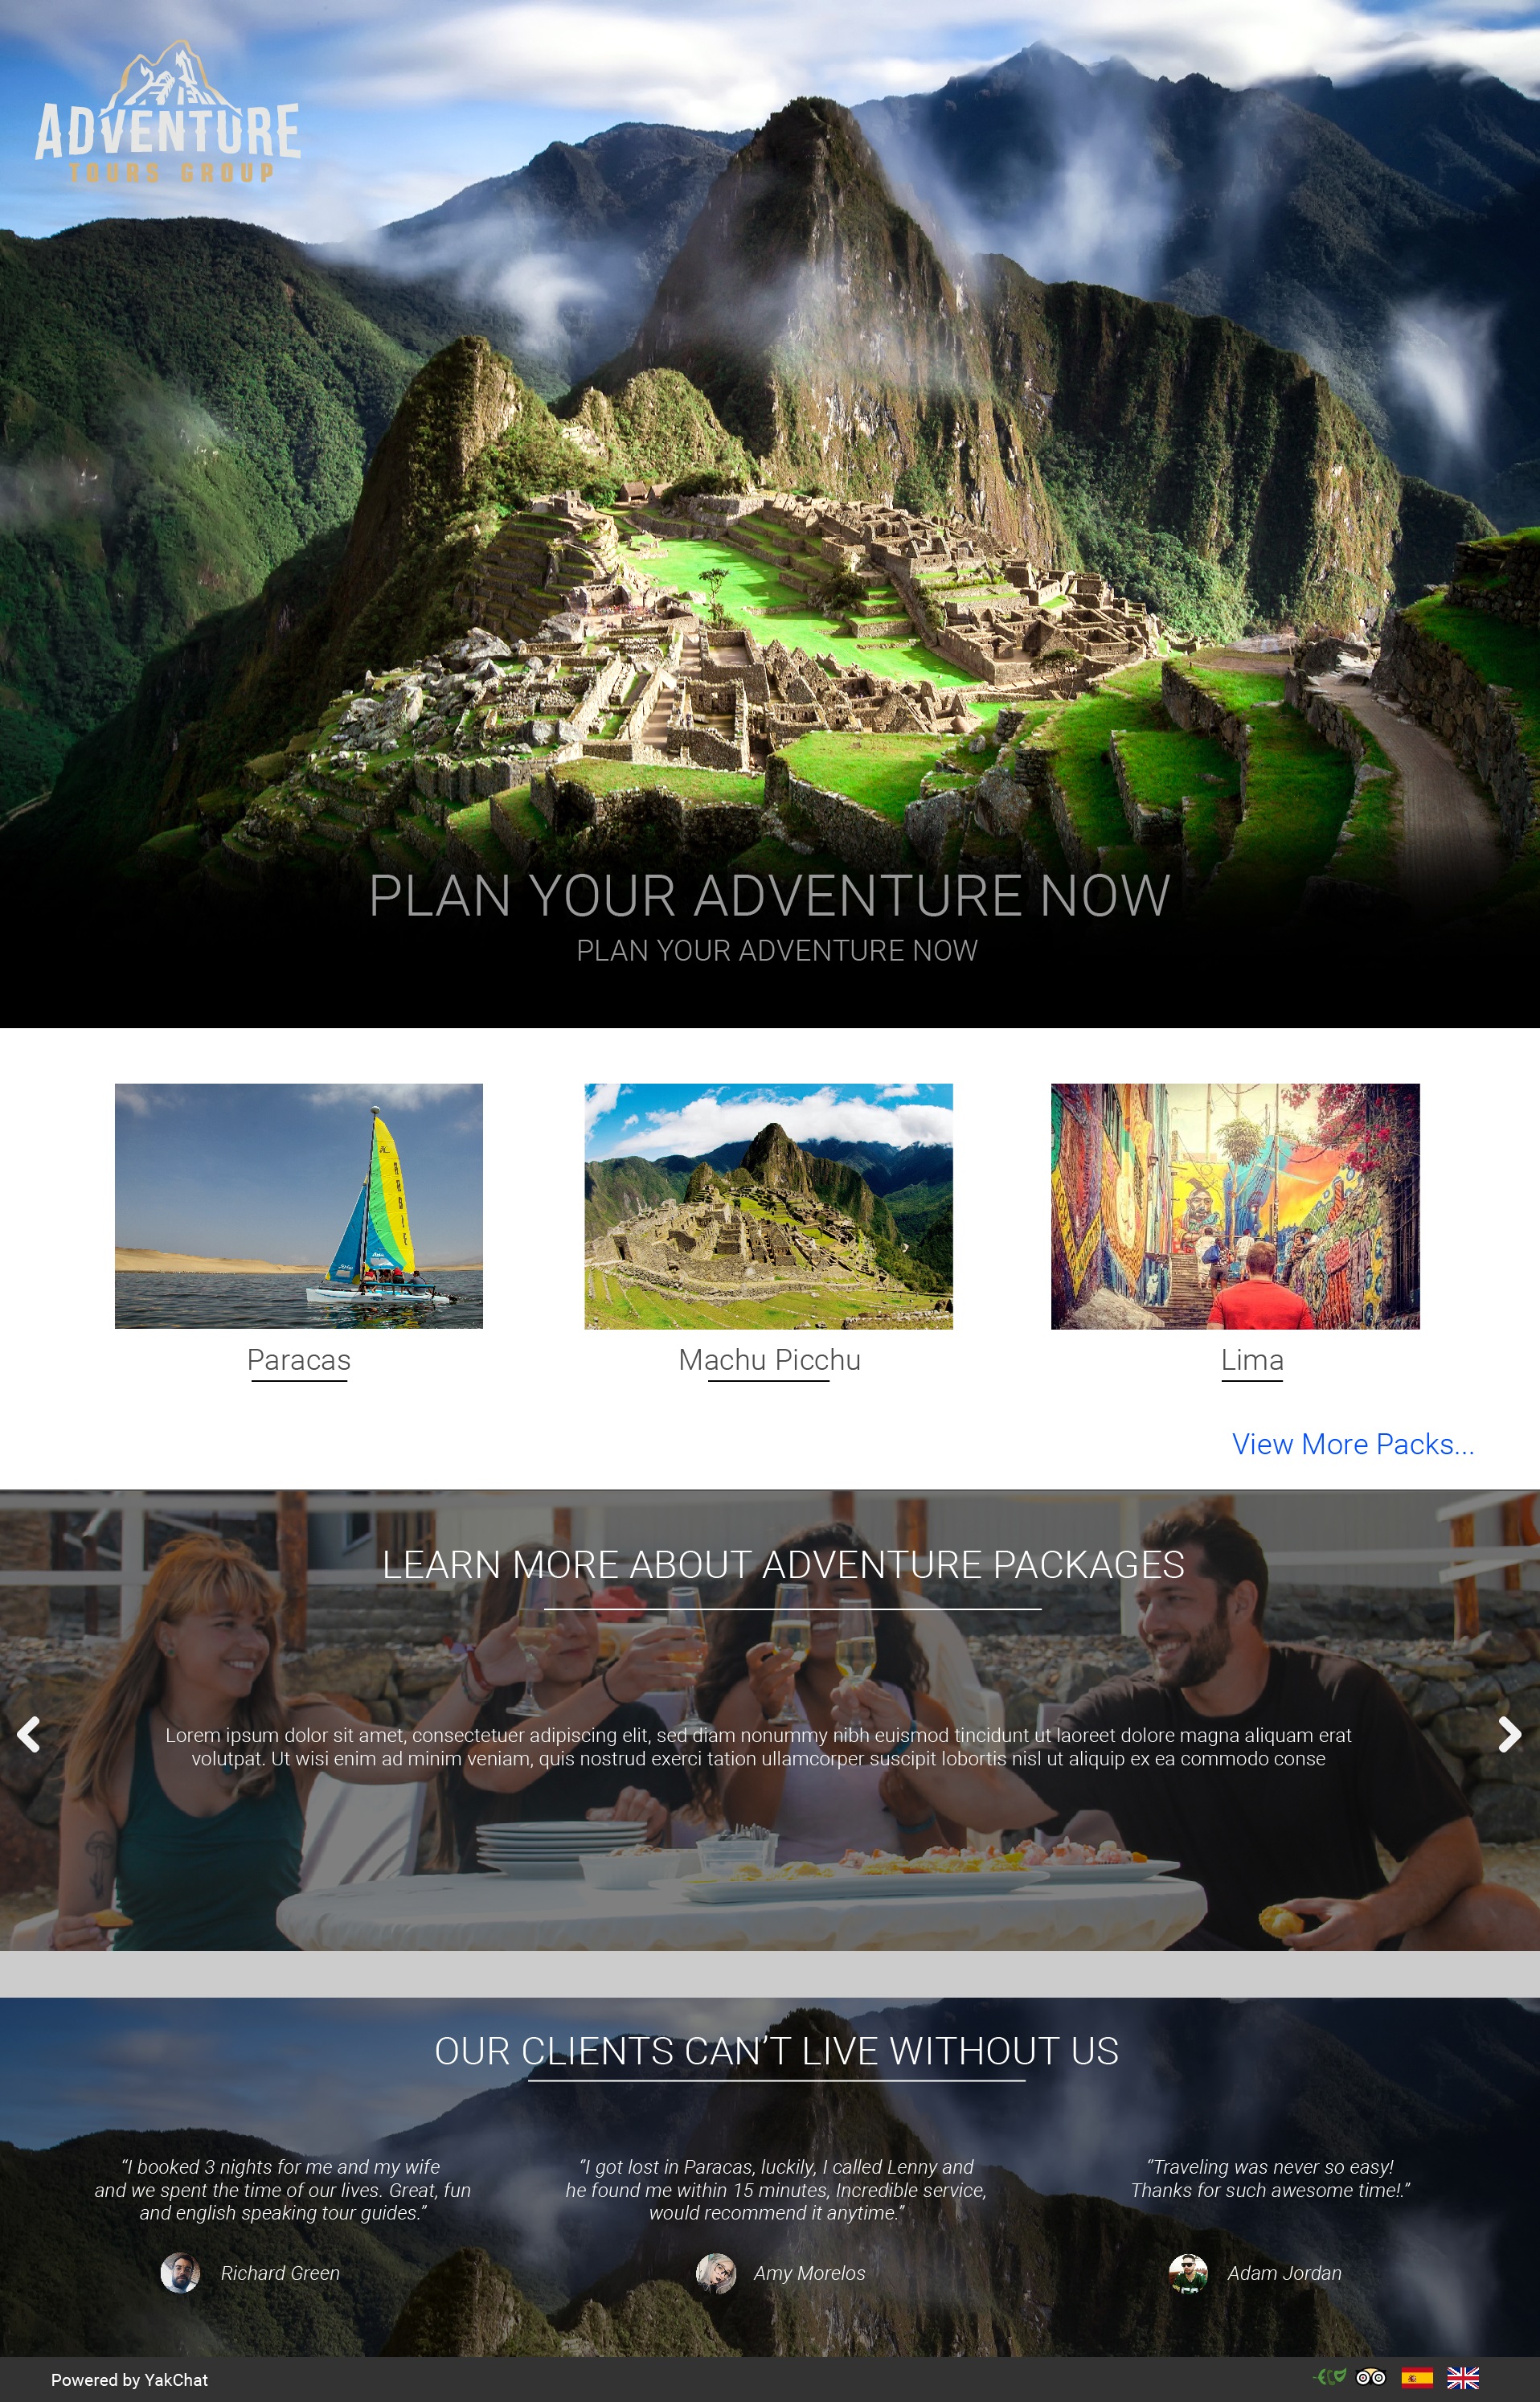 ADVENTURE
TOURS GROUP
PLAN YOUR ADVENTURE NOW
PLAN YOUR ADVENTURE NOW
Paracas
Machu Picchu
Lima
View More Packs...
LEARN MORE ABOUT ADVENTURE PACKAGES
Lorem ipsum dolor sit amet, consectetuer adipiscing elit, sed diam nonummy nibh euismod tincidunt ut laoreet dolore magna aliquam erat
volutpat. Ut wisi enim ad minim veniam, quis nostrud exerci tation ullamcorper suscipit lobortis nisl ut aliquip ex ea commodo conse
OUR CLIENTS CAN’T LIVE WITHOUT US
“I booked 3 nights for me and my wife
and we spent the time of our lives. Great, fun
and english speaking tour guides.”
Richard Green
“I got lost in Paracas, luckily, I called Lenny and
he found me within 15 minutes, Incredible service,
would recommend it anytime.”
Amy Morelos
“Traveling was never so easy!
Thanks for such awesome time!.”
Adam Jordan
Powered by YakChat